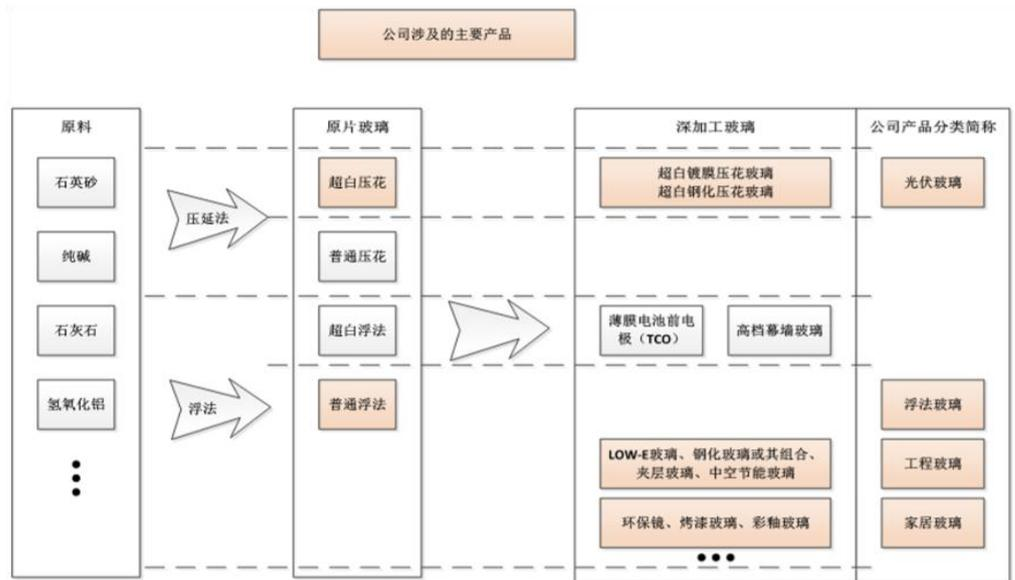 公司涉及的主要产品
原料
原片玻璃
深加工玻璃
公司产品分类简称
石英砂
压延法
超白压花
超白镀膜压花玻璃
超白钢化压花玻璃
光伏玻璃
纯碱
普通压花
石灰石
超白浮法
薄膜电池前电
极（TCO）
高档幕墙玻璃
氢氧化铝
浮法
普通浮法
浮法玻璃
LOW-E玻璃、钢化玻璃或其组合、
夹层玻璃、中空节能玻璃
工程玻璃
环保镜、烤漆玻璃、彩釉玻璃
家居玻璃